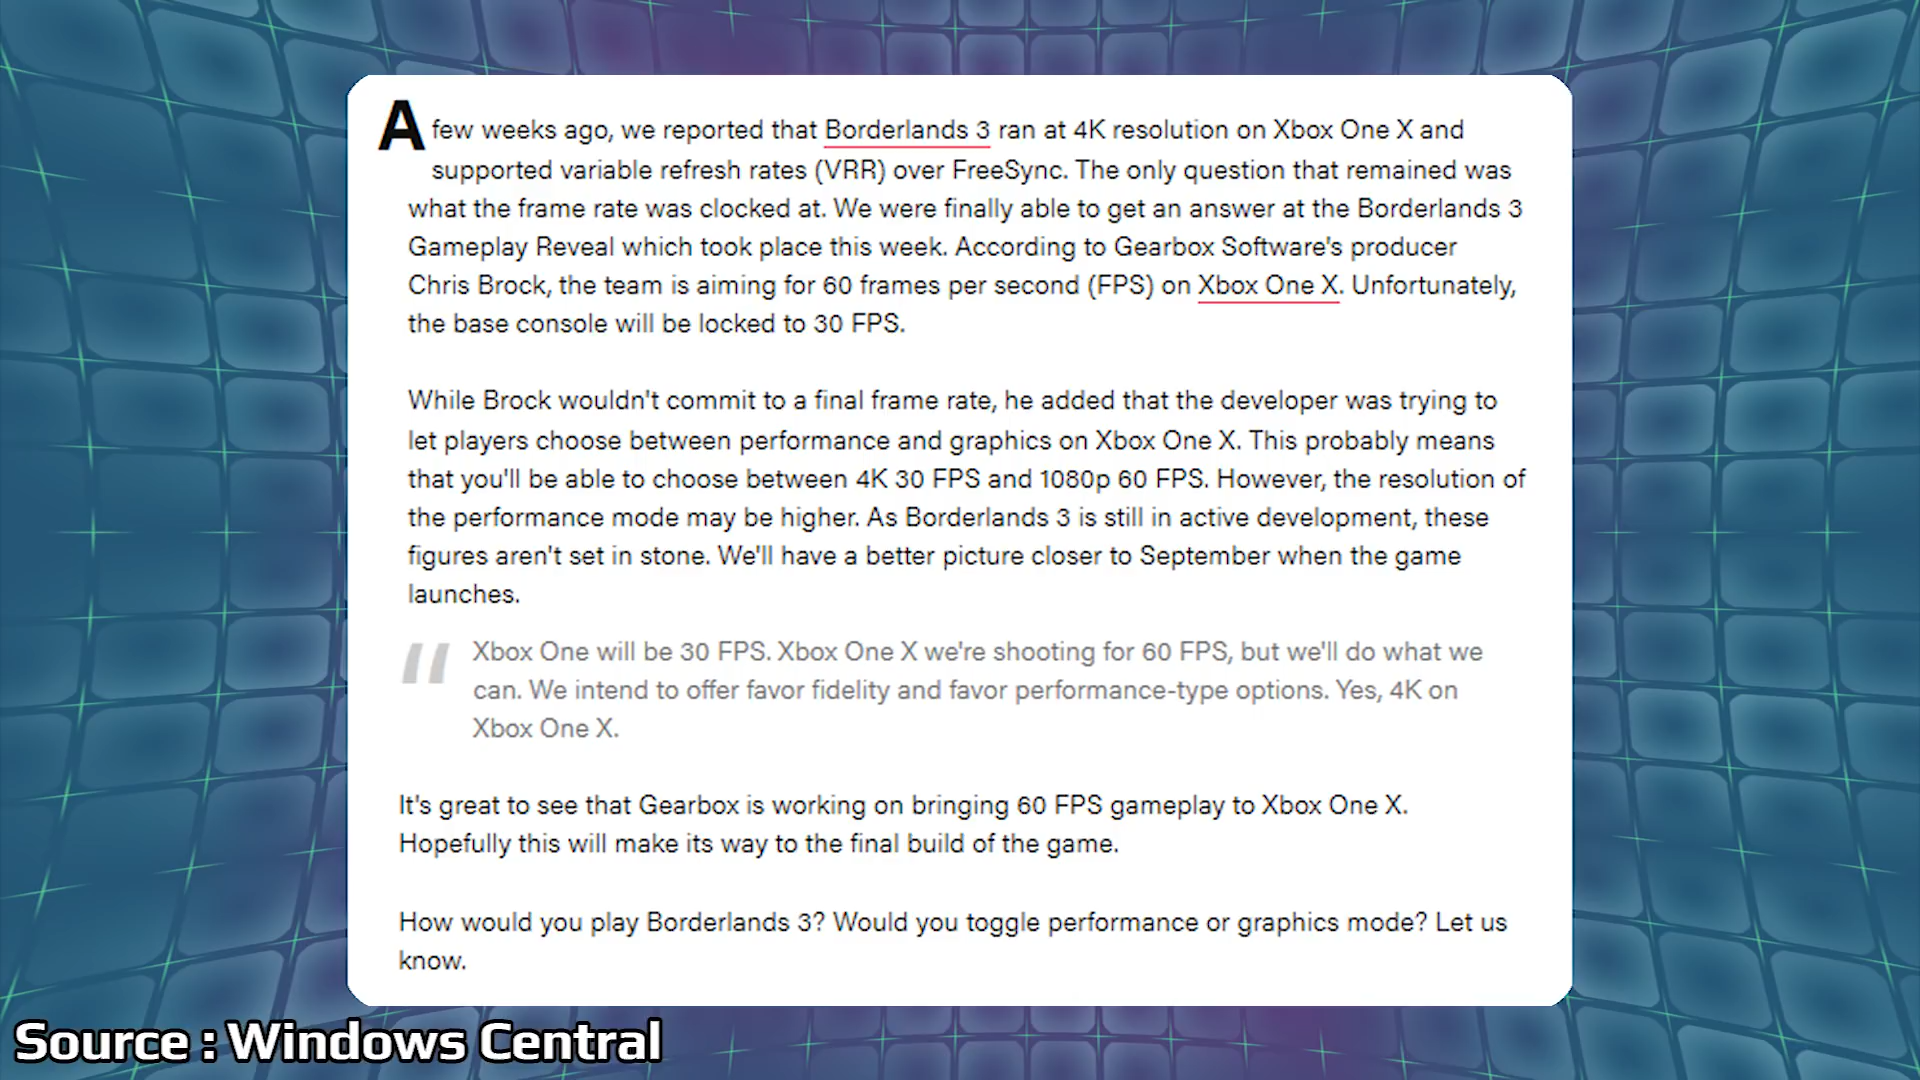 A few weeks ago, we reported that Borderlands 3 ran at 4K resolution on Xbox One X and
supported variable refresh rates (VRR) over FreeSync. The only question that remained was
what the frame rate was clocked at. We were finally able to get an answer at the Borderlands 3
Gameplay Reveal which took place this week. According to Gearbox Software's producer
Chris Brock, the team is aiming for 60 frames per second (FPS) on Xbox One X. Unfortunately,
the base console will be locked to 30 FPS.
While Brock wouldn't commit to a final frame rate, he added that the developer was trying to
let players choose between performance and graphics on Xbox One X. This probably means
that you'll be able to choose between 4K 30 FPS and 1080p 60 FPS. However, the resolution of
the performance mode may be higher. As Borderlands 3 is still in active development, these
figures aren't set in stone. We'll have a better picture closer to September when the game
launches.
" Xbox One will be 30 FPS. Xbox One X we're shooting for 60 FPS, but we'll do what we
can. We intend to offer favor fidelity and favor performance-type options. Yes, 4K on
Xbox One X.
It's great to see that Gearbox is working on bringing 60 FPS gameplay to Xbox One X.
Hopefully this will make its way to the final build of the game.
How would you play Borderlands 3? Would you toggle performance or graphics mode? Let us
know.
Source : Windows Central